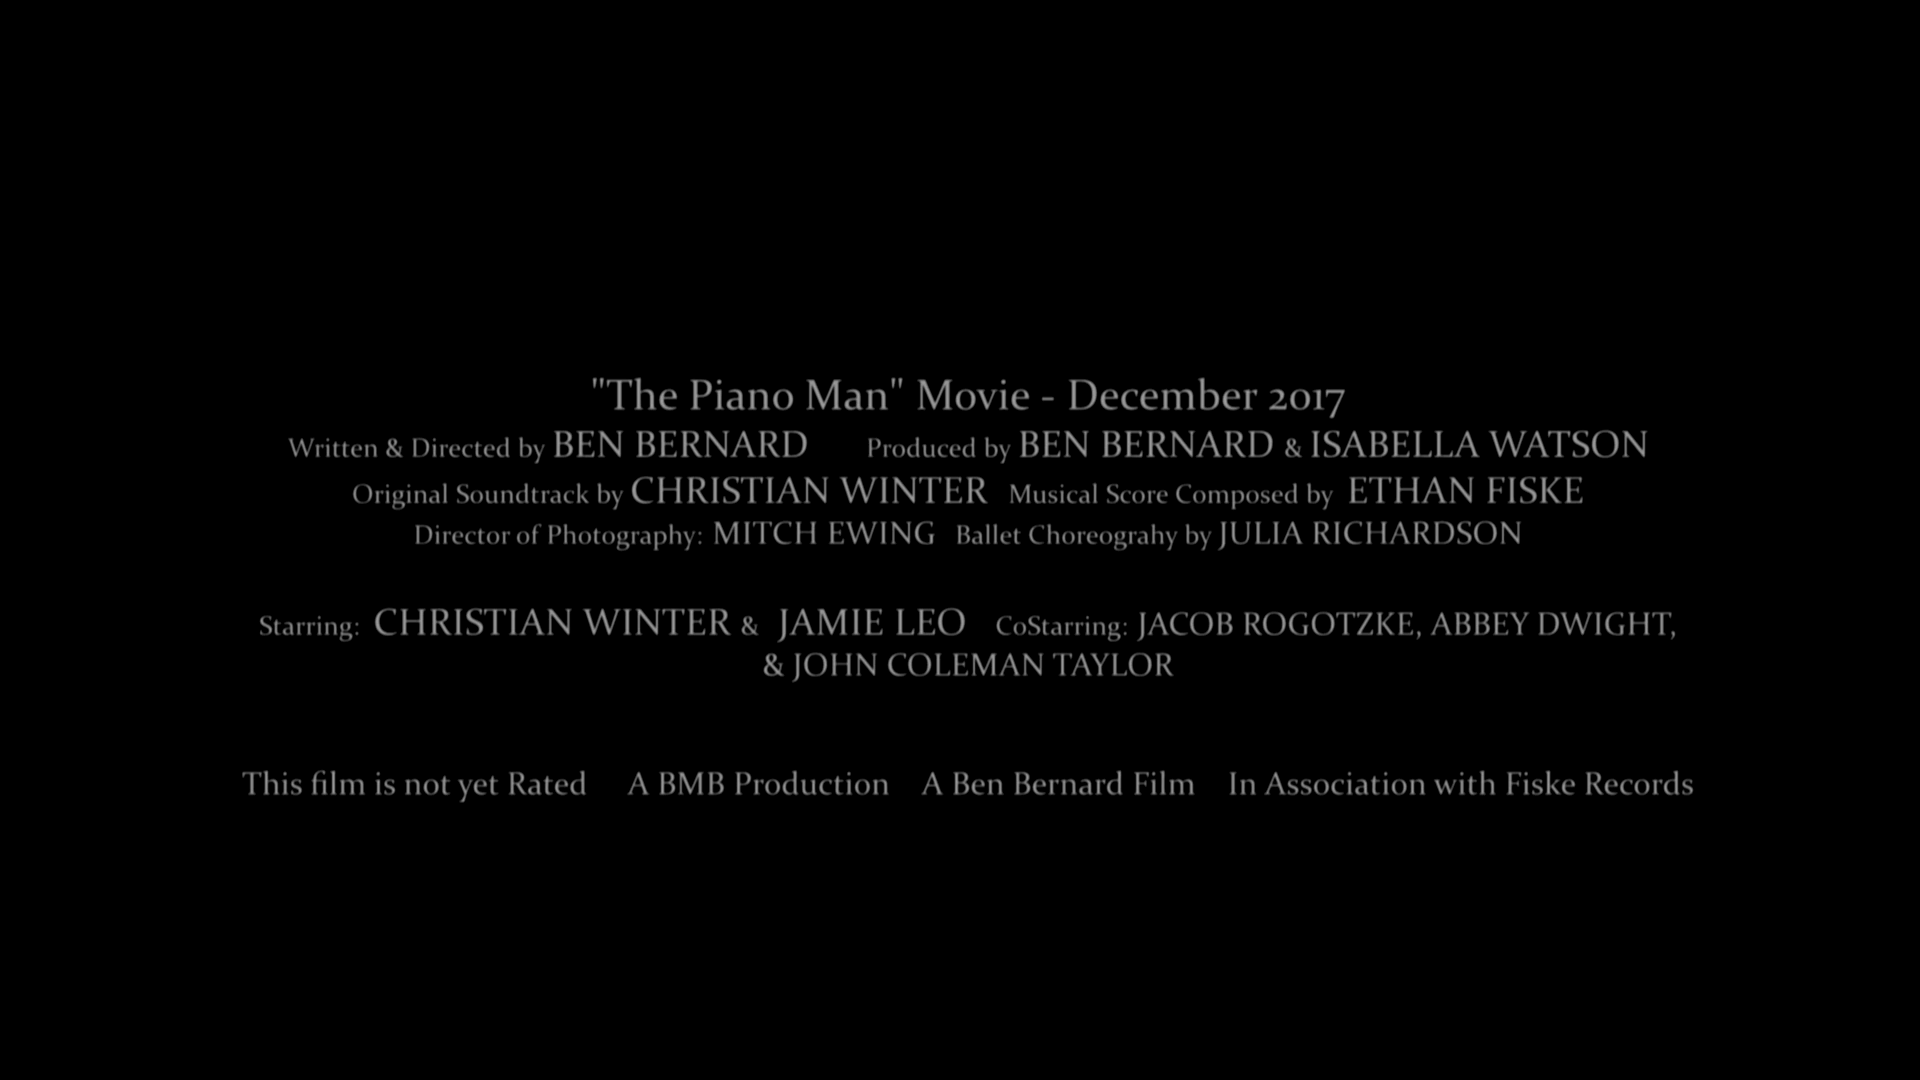 "The Piano Man" Movie - December 2017
Written & Directed by BEN BERNARD Produced by BEN BERNARD & ISABELLA WATSON
Original Soundtrack by CHRISTIAN WINTER Musical Score Composed by ETHAN FISKE
Director of Photography: MITCH EWING Ballet Choreograhy by JULIA RICHARDSON
Starring: CHRISTIAN WINTER & JAMIE LEO CoStarring: JACOB ROGOTZKE, ABBEY DWIGHT,
& JOHN COLEMAN TAYLOR
This film is not yet Rated A BMB Production A Ben Bernard Film In Association with Fiske Records